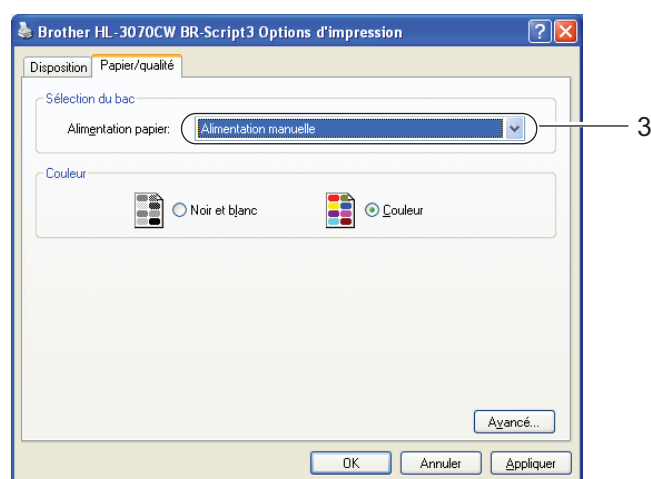 Brother HL-3070CW BR-Script3 Options d'impression
Disposition Papier/qualité
Sélection du bac
Alimentation papier: Alimentation manuelle 3
Couleur
Noir et blanc Couleur
Avancé...
OK Annuler Appliquer